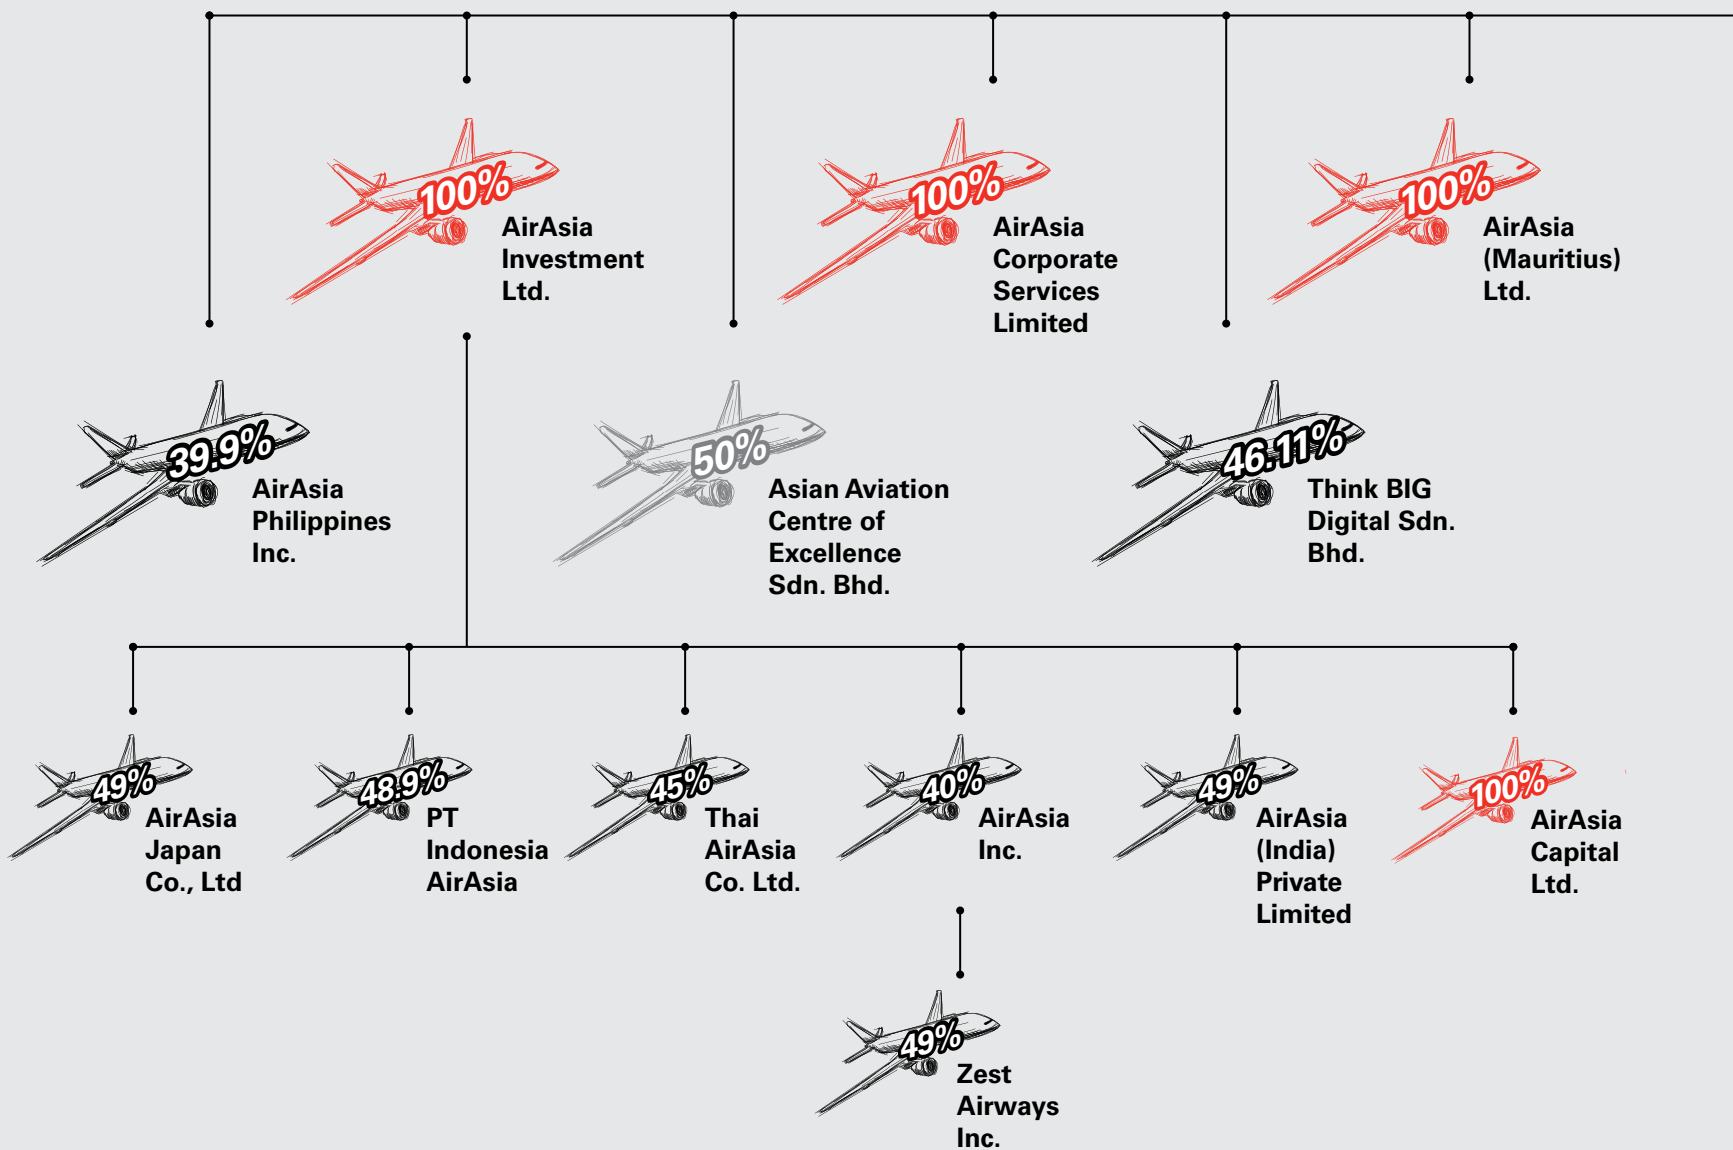 100%
AirAsia
Investment
Ltd.
100%
AirAsia
Corporate
Services
Limited
100%
AirAsia
(Mauritius)
Ltd.
39.9%
AirAsia
Philippines
Inc.
50%
Asian Aviation
Centre of
Excellence
Sdn. Bhd.
46.11%
Think BIG
Digital Sdn.
Bhd.
49%
AirAsia
Japan
Co., Ltd
48.9%
PT
Indonesia
AirAsia
45%
Thai
AirAsia
Co. Ltd.
40%
AirAsia
Inc.
49%
AirAsia
(India)
Private
Limited
100%
AirAsia
Capital
Ltd.
49%
Zest
Airways
Inc.